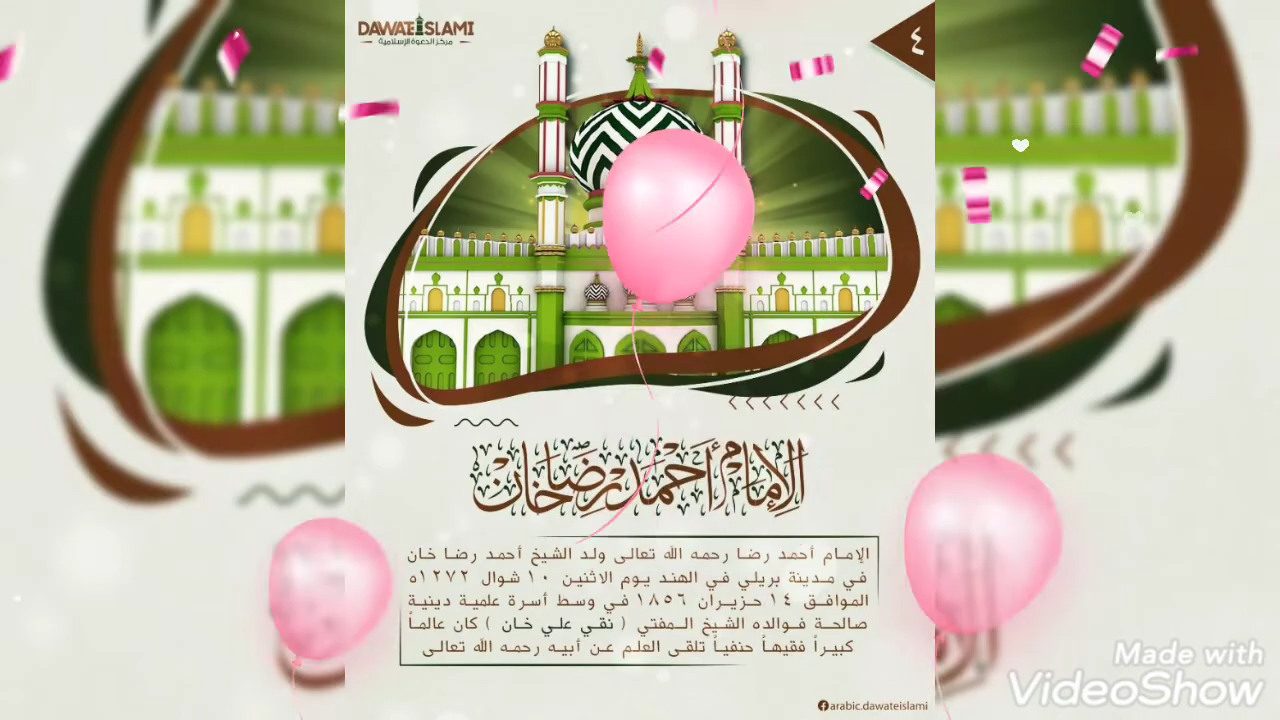 DAWATEISLAMI
مركز الدعوة الإسلامية
٤
الإمام أحمد رضا خان
الإمام أحمد رضا رحمه الله تعالى ولد الشيخ أحمد رضا خان
في مدينة بريلي في الهند يوم الاثنين ١٠ شوال ١٢٧٢ه
الموافق ١٤ حزيران ١٨٥٦ في وسط أسرة علمية دينية
صالحة فوالده الشيخ المفتي ( نقي علي خان ) كان عالماً
كبيراً فقيهاً حنفياً تلقى العلم عن أبيه رحمه الله تعالى
arabic.dawateislami
Made with
VideoShow